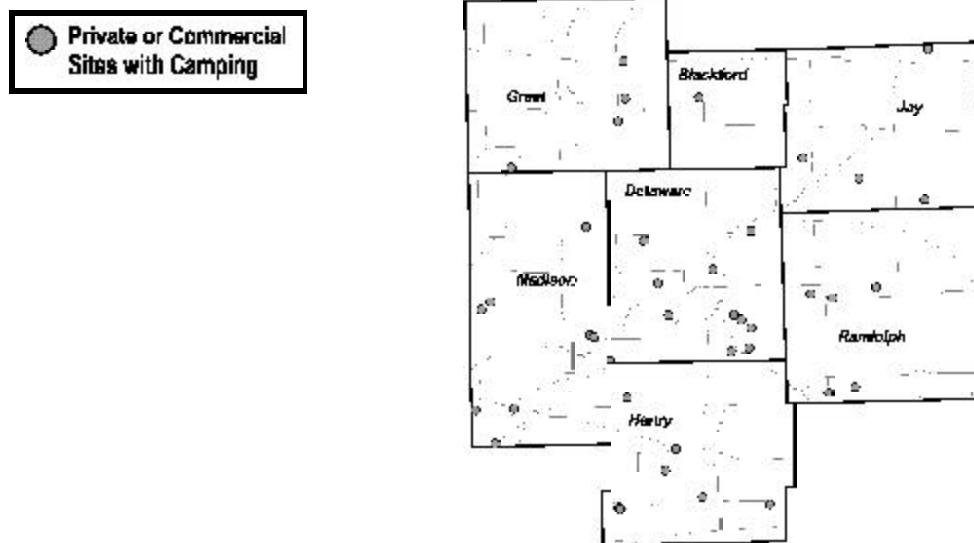 Private or Commercial
Sites with Camping
Grant
Blackford
Jay
Delaware
Madison
Randolph
Henry